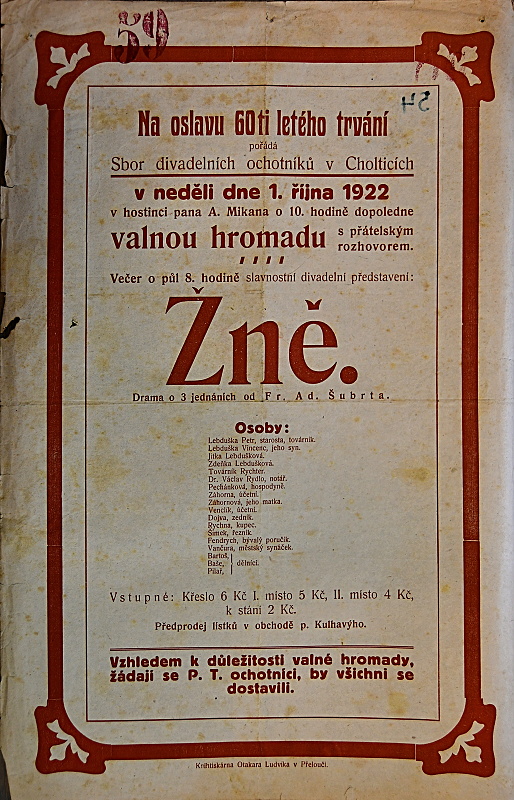 59
54
Na oslavu 60ti letého trvání
pořádá
Sbor divadelních ochotníků v Cholticích
v neděli dne 1. října 1922
v hostinci pana A. Mikana o 10. hodině dopoledne
valnou hromadu s přátelským
rozhovorem.
Večer o půl 8. hodině slavnostní divadelní představení:
Žně.
Drama o 3 jednáních od Fr. Ad. Šubrta.
Osoby:
Lebduška Petr, starosta, továrník.
Lebduška Vincenc, jeho syn.
Jitka Lebdušková.
Zdeňka Lebdušková.
Továrník Rychter.
Dr. Václav Rydlo, notář.
Pechánková, hospodyně.
Záhorna, účetní.
Záhornová, jeho matka.
Venclík, účetní.
Dojva, zedník.
Rychna, kupec.
Šimek, řezník.
Fendrych, bývalý poručík.
Vančura, městský synáček.
Bartoš,
Baše, dělníci.
Pilař,
Vstupné: Křeslo 6 Kč I. místo 5 Kč, II. místo 4 Kč,
k stání 2 Kč.
Předprodej lístků v obchodě p. Kulhavýho.
Vzhledem k důležitosti valné hromady,
žádají se P. T. ochotníci, by všichni se
dostavili.
Knihtiskárna Otakara Ludvíka v Přelouči.